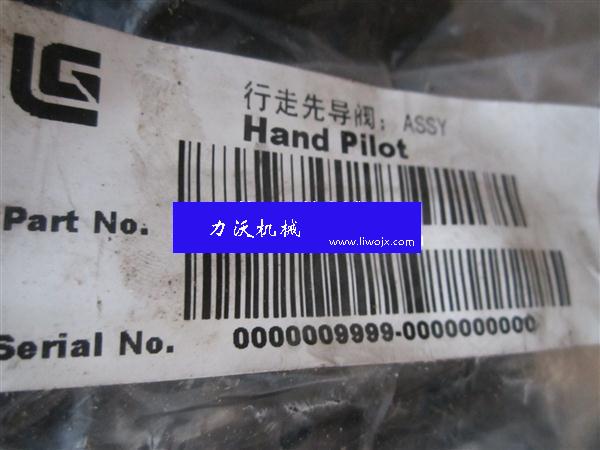 LG
行走先导阀；ASSY
Hand Pilot
Part No.
力沃机械
www.liwojx.com
Serial No.
0000009999-0000000000